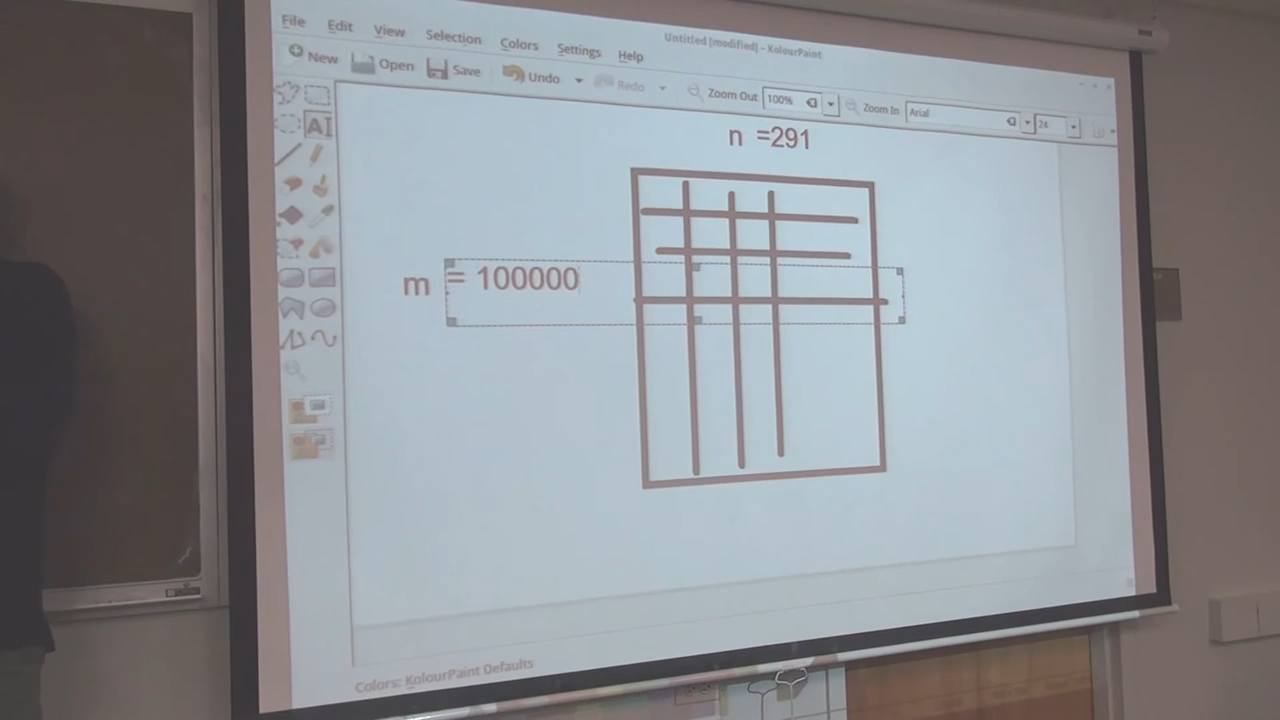 File Edit View Selection Colors Settings Help
Untitled [modified] - KolourPaint
New Open Save Undo Redo Zoom Out 100% Zoom In Arial 24
n =291
m = 100000
Colors: KolourPaint Defaults